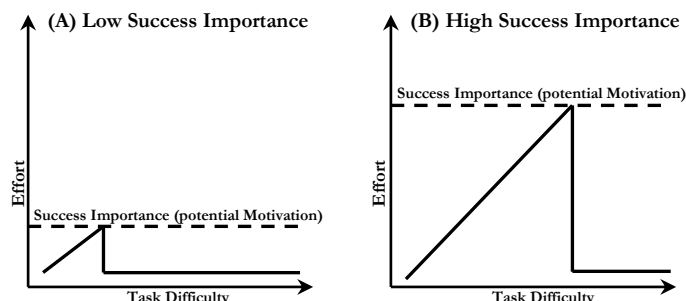 (A) Low Success Importance
Effort
Success Importance (potential Motivation)
Task Difficulty
(B) High Success Importance
Effort
Success Importance (potential Motivation)
Task Difficulty